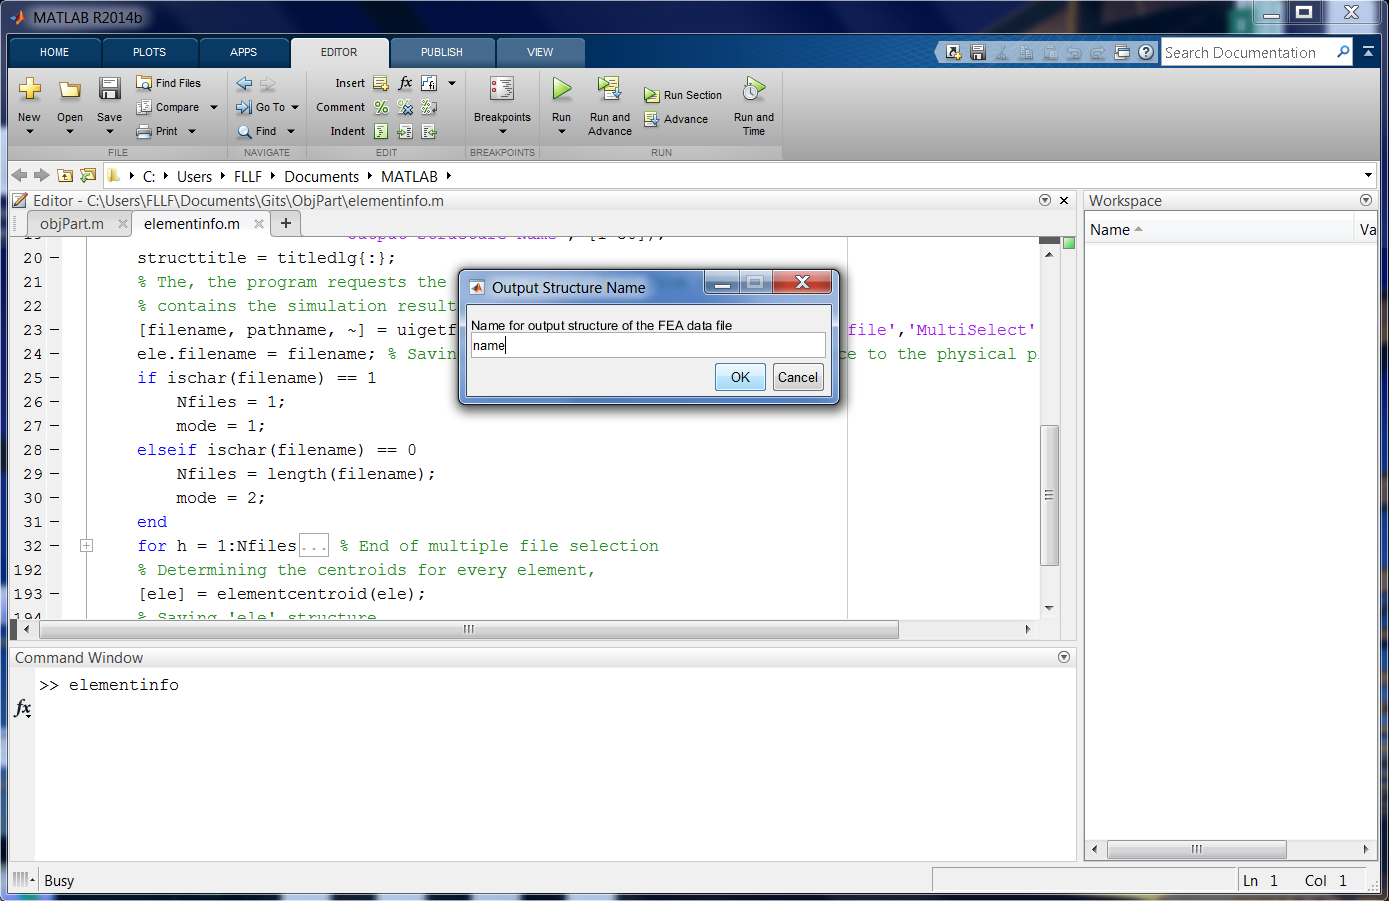 MATLAB R2014b
HOME PLOTS APPS EDITOR PUBLISH VIEW
Search Documentation
New Open Save Find Files Compare Print
FILE
Go To Find
NAVIGATE
Insert fx
Comment
Indent
EDIT
Breakpoints
BREAKPOINTS
Run Run and Advance Run Section Advance Run and Time
RUN
C: Users FLLF Documents MATLAB
Editor - C:\Users\FLLF\Documents\Gits\ObjPart\elementinfo.m
objPart.m elementinfo.m +
20 structtitle = titledlg{:};
21 % The, the program requests the
22 % contains the simulation result
23 [filename, pathname, ~] = uigetf file','MultiSelect'
24 ele.filename = filename; % Savin ce to the physical p
25 if ischar(filename) == 1
26 Nfiles = 1;
27 mode = 1;
28 elseif ischar(filename) == 0
29 Nfiles = length(filename);
30 mode = 2;
31 end
32 for h = 1:Nfiles... % End of multiple file selection
192 % Determining the centroids for every element,
193 [ele] = elementcentroid(ele);
194 % Saving 'ele' structure
Output Structure Name
Name for output structure of the FEA data file
name
OK Cancel
Workspace
Name Va
Command Window
>> elementinfo
fx
Busy
Ln 1 Col 1